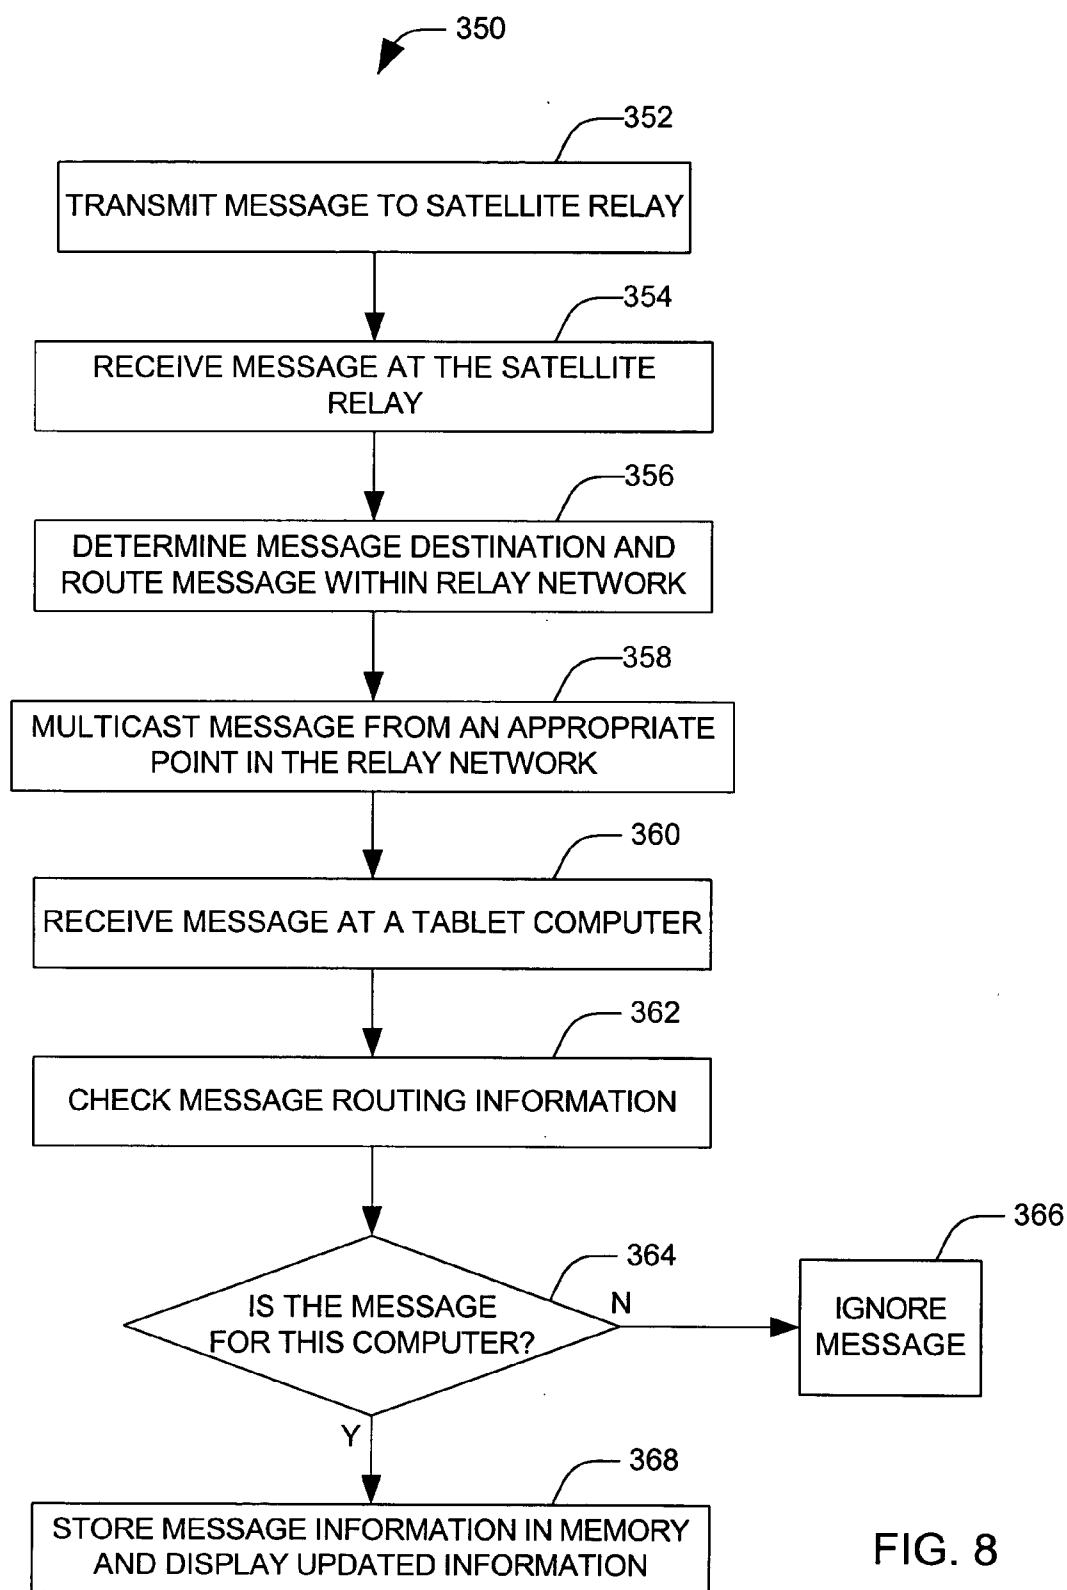 350
352
TRANSMIT MESSAGE TO SATELLITE RELAY
354
RECEIVE MESSAGE AT THE SATELLITE
RELAY
356
DETERMINE MESSAGE DESTINATION AND
ROUTE MESSAGE WITHIN RELAY NETWORK
358
MULTICAST MESSAGE FROM AN APPROPRIATE
POINT IN THE RELAY NETWORK
360
RECEIVE MESSAGE AT A TABLET COMPUTER
362
CHECK MESSAGE ROUTING INFORMATION
364
IS THE MESSAGE
FOR THIS COMPUTER?
N
366
IGNORE
MESSAGE
Y
368
STORE MESSAGE INFORMATION IN MEMORY
AND DISPLAY UPDATED INFORMATION
FIG. 8